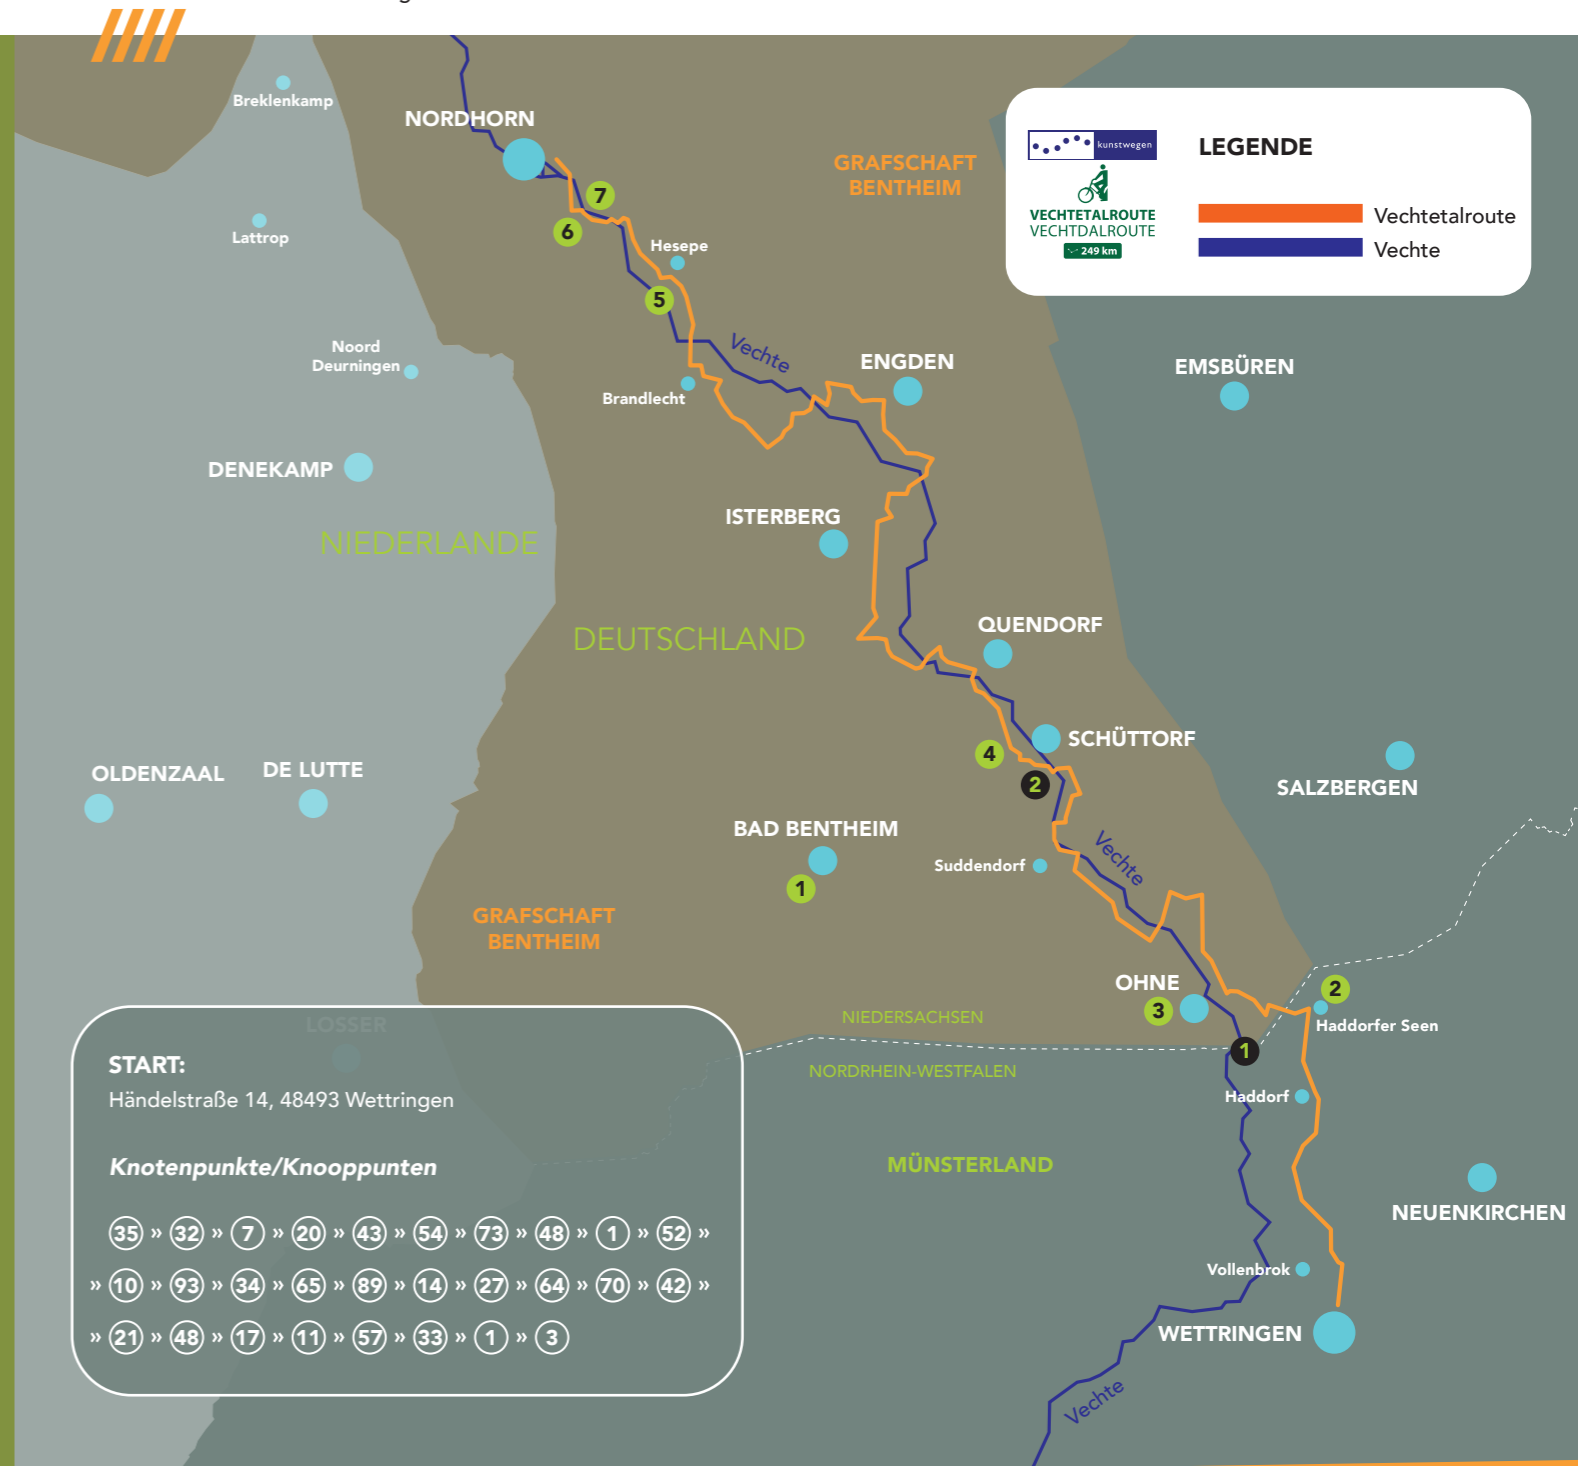 Breklenkamp
NORDHORN
GRAFSCHAFT
BENTHEIM
kunstwegen
VECHTETALROUTE
VECHTDALROUTE
249 km
LEGENDE
Vechtetalroute
Vechte
7
6
Lattrop
Hesepe
5
Noord
Deurningen
Vechte
ENGDEN
EMSBÜREN
Brandlecht
DENEKAMP
ISTERBERG
NIEDERLANDE
DEUTSCHLAND
QUENDORF
SCHÜTTORF
4
2
OLDENZAAL
DE LUTTE
SALZBERGEN
BAD BENTHEIM
1
Suddendorf
Vechte
GRAFSCHAFT
BENTHEIM
OHNE
3
2
Haddorfer Seen
NIEDERSACHSEN
1
NORDRHEIN-WESTFALEN
Haddorf
MÜNSTERLAND
NEUENKIRCHEN
Vollenbrok
WETTRINGEN
Vechte
LOSSER
START:
Händelstraße 14, 48493 Wettringen
Knotenpunkte/Knooppunten
35 » 32 » 7 » 20 » 43 » 54 » 73 » 48 » 1 » 52 »
» 10 » 93 » 34 » 65 » 89 » 14 » 27 » 64 » 70 » 42 »
» 21 » 48 » 17 » 11 » 57 » 33 » 1 » 3